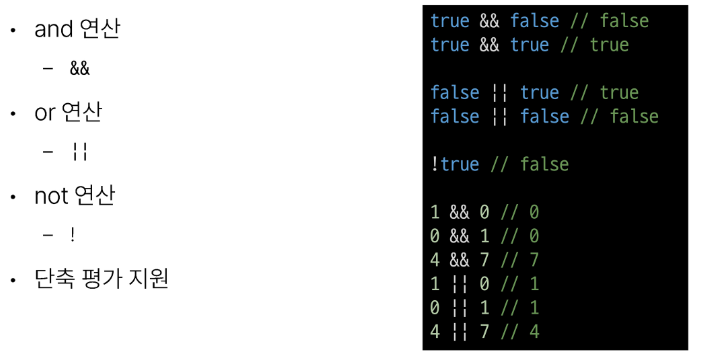 • and 연산
– &&
• or 연산
– ||
• not 연산
– !
• 단축 평가 지원
true && false // false
true && true // true
false || true // true
false || false // false
!true // false
1 && 0 // 0
0 && 1 // 0
4 && 7 // 7
1 || 0 // 1
0 || 1 // 1
4 || 7 // 4